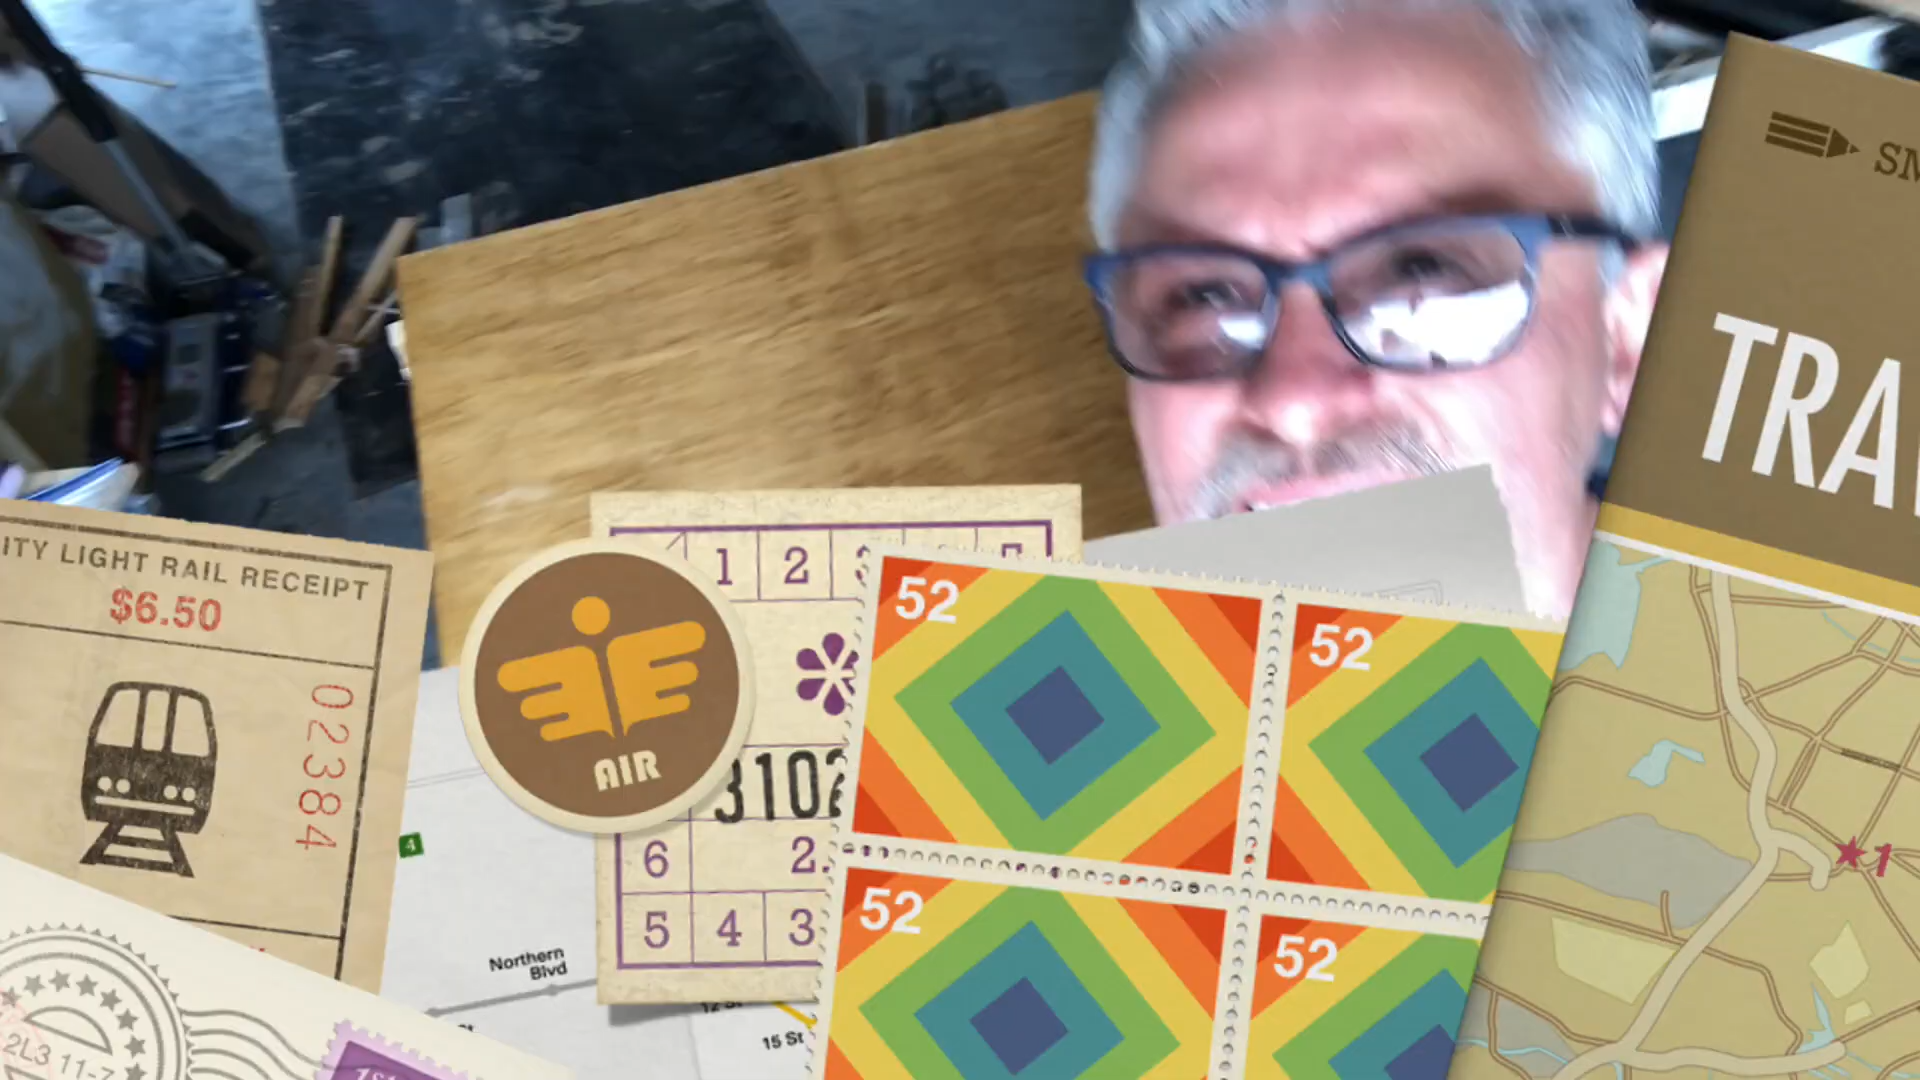 SM
TRA
ITY LIGHT RAIL RECEIPT
$6.50
02384
1 2
52
52
AIR
3102
6 2.
5 4 3
52
52
4
Northern
Blvd
15 St
2L3 11-7
1